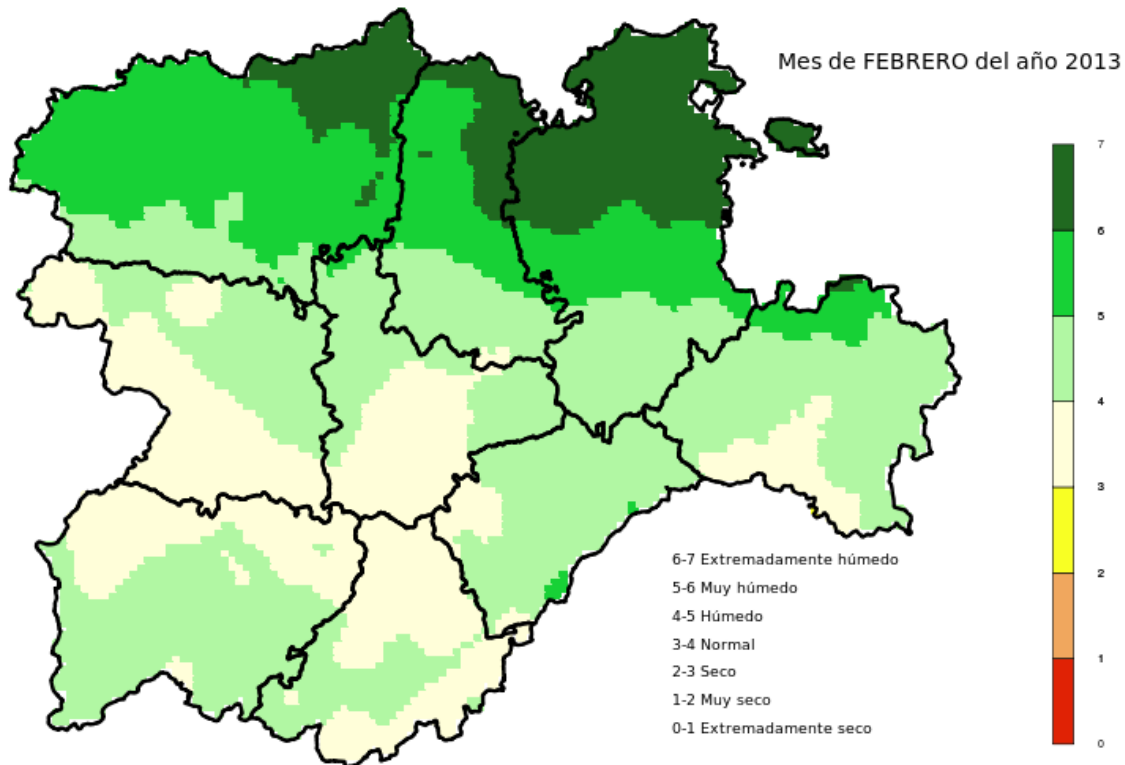 Mes de FEBRERO del año 2013
7
6
5
4
3
2
1
0
6-7 Extremadamente húmedo
5-6 Muy húmedo
4-5 Húmedo
3-4 Normal
2-3 Seco
1-2 Muy seco
0-1 Extremadamente seco